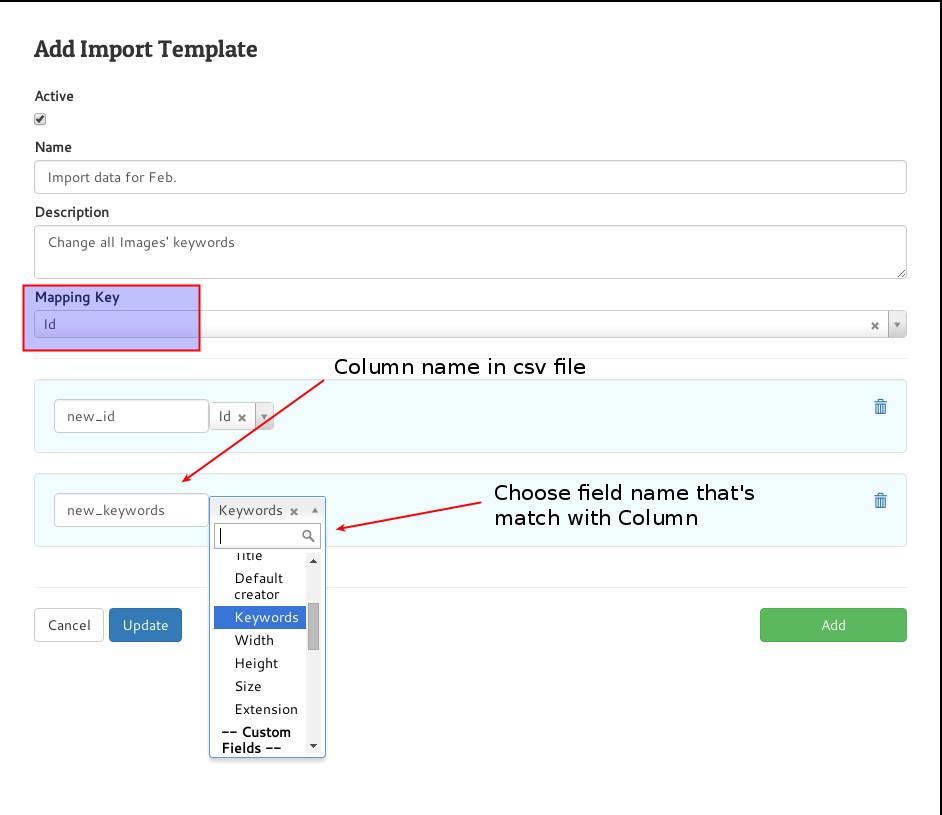 Add Import Template
Active
Name
Import data for Feb.
Description
Change all Images' keywords
Mapping Key
Id
Column name in csv file
new_id
Id
new_keywords
Keywords
Choose field name that's
match with Column
Title
Default
creator
Keywords
Width
Height
Size
Extension
-- Custom
Fields --
Cancel
Update
Add